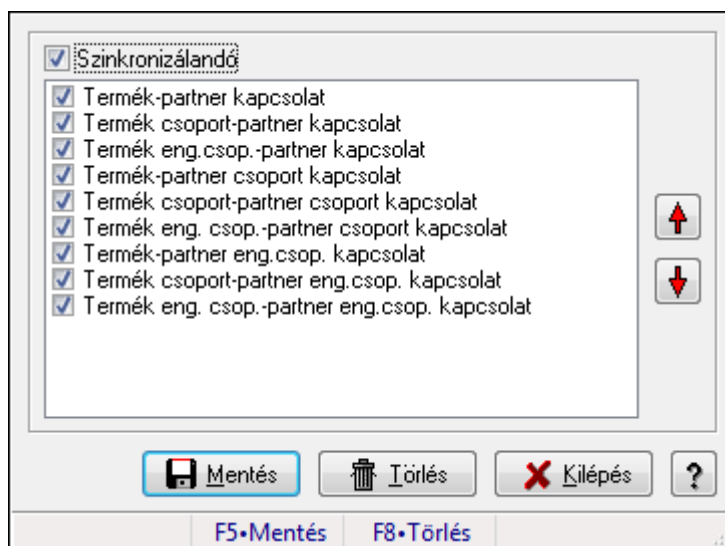 Szinkronizálandó
Termék-partner kapcsolat
Termék csoport-partner kapcsolat
Termék eng.csop.-partner kapcsolat
Termék-partner csoport kapcsolat
Termék csoport-partner csoport kapcsolat
Termék eng. csop.-partner csoport kapcsolat
Termék-partner eng.csop. kapcsolat
Termék csoport-partner eng.csop. kapcsolat
Termék eng. csop.-partner eng.csop. kapcsolat
Mentés Törlés Kilépés ?
F5•Mentés F8•Törlés